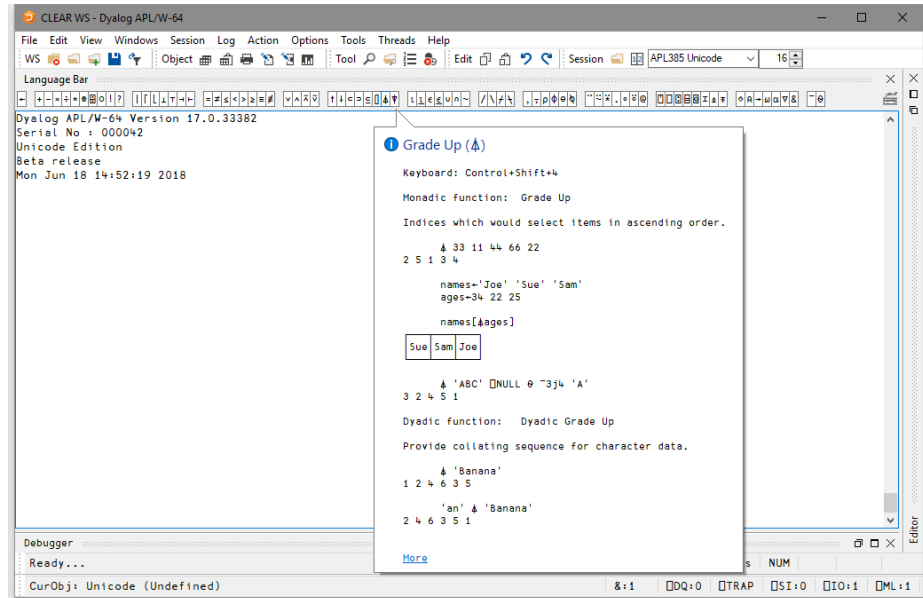 CLEAR WS - Dyalog APL/W-64
File Edit View Windows Session Log Action Options Tools Threads Help
WS Object Tool Edit Session APL385 Unicode 16
Language Bar
Dyalog APL/W-64 Version 17.0.33382
Serial No : 000042
Unicode Edition
Beta release
Mon Jun 18 14:52:19 2018
Grade Up (⍋)
Keyboard: Control+Shift+4
Monadic function: Grade Up
Indices which would select items in ascending order.
⍋ 33 11 44 66 22
2 5 1 3 4
names←'Joe' 'Sue' 'Sam'
ages←34 22 25
names[⍋ages]
Sue Sam Joe
⍋ 'ABC' ⎕NULL ⍬ ¯3j4 'A'
3 2 4 5 1
Dyadic function: Dyadic Grade Up
Provide collating sequence for character data.
⍋ 'Banana'
1 2 4 6 3 5
'an' ⍋ 'Banana'
2 4 6 3 5 1
More
Editor
Debugger
Ready...
NUM
CurObj: Unicode (Undefined)
&:1 ⎕DQ:0 ⎕TRAP ⎕SI:0 ⎕IO:1 ⎕ML:1